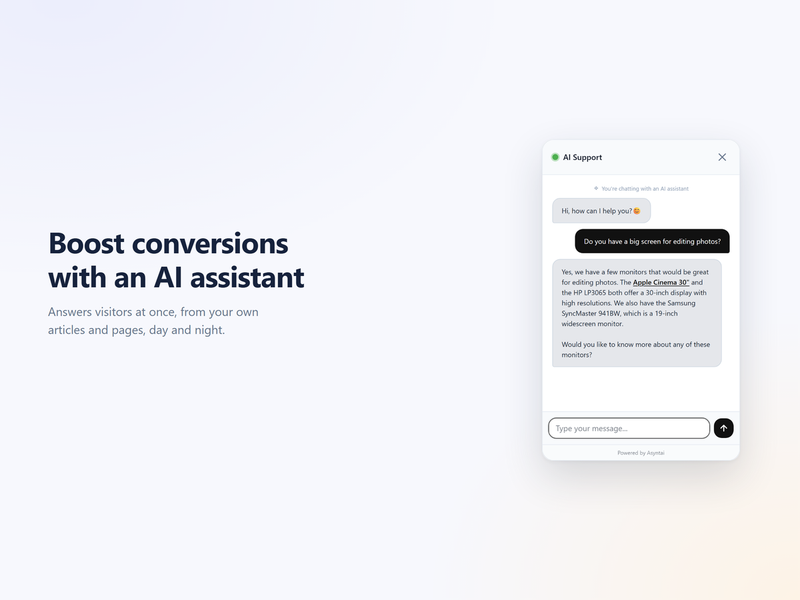 Boost conversions
with an AI assistant
Answers visitors at once, from your own
articles and pages, day and night.
AI Support
You're chatting with an AI assistant
Hi, how can I help you?
Do you have a big screen for editing photos?
Yes, we have a few monitors that would be great
for editing photos. The Apple Cinema 30" and
the HP LP3065 both offer a 30-inch display with
high resolutions. We also have the Samsung
SyncMaster 941BW, which is a 19-inch
widescreen monitor.
Would you like to know more about any of these
monitors?
Type your message...
Powered by Asyntai